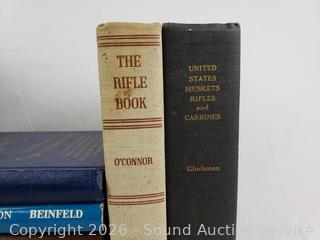 THE
RIFLE
BOOK
O'CONNOR
UNITED
STATES
MUSKETS
RIFLES
and
CARBINES
Gluckman
ON BEINFELD
Copyright 2026 - Sound Auction Service